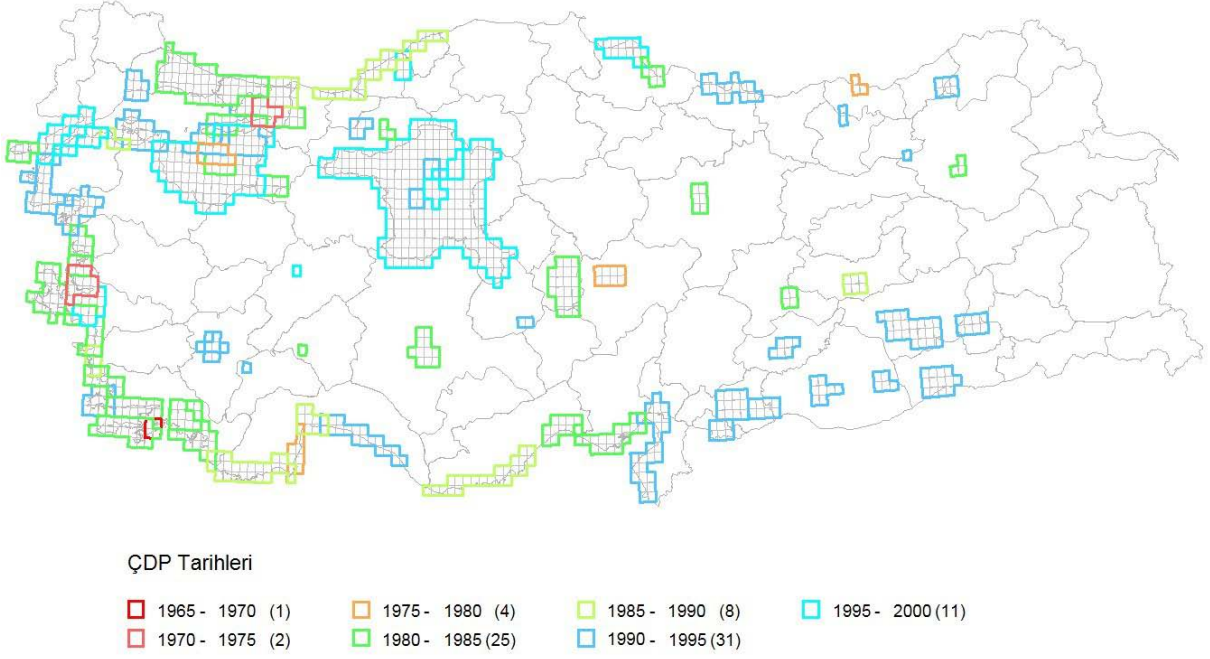 ÇDP Tarihleri
1965 - 1970 (1)
1975 - 1980 (4)
1985 - 1990 (8)
1995 - 2000 (11)
1970 - 1975 (2)
1980 - 1985 (25)
1990 - 1995 (31)